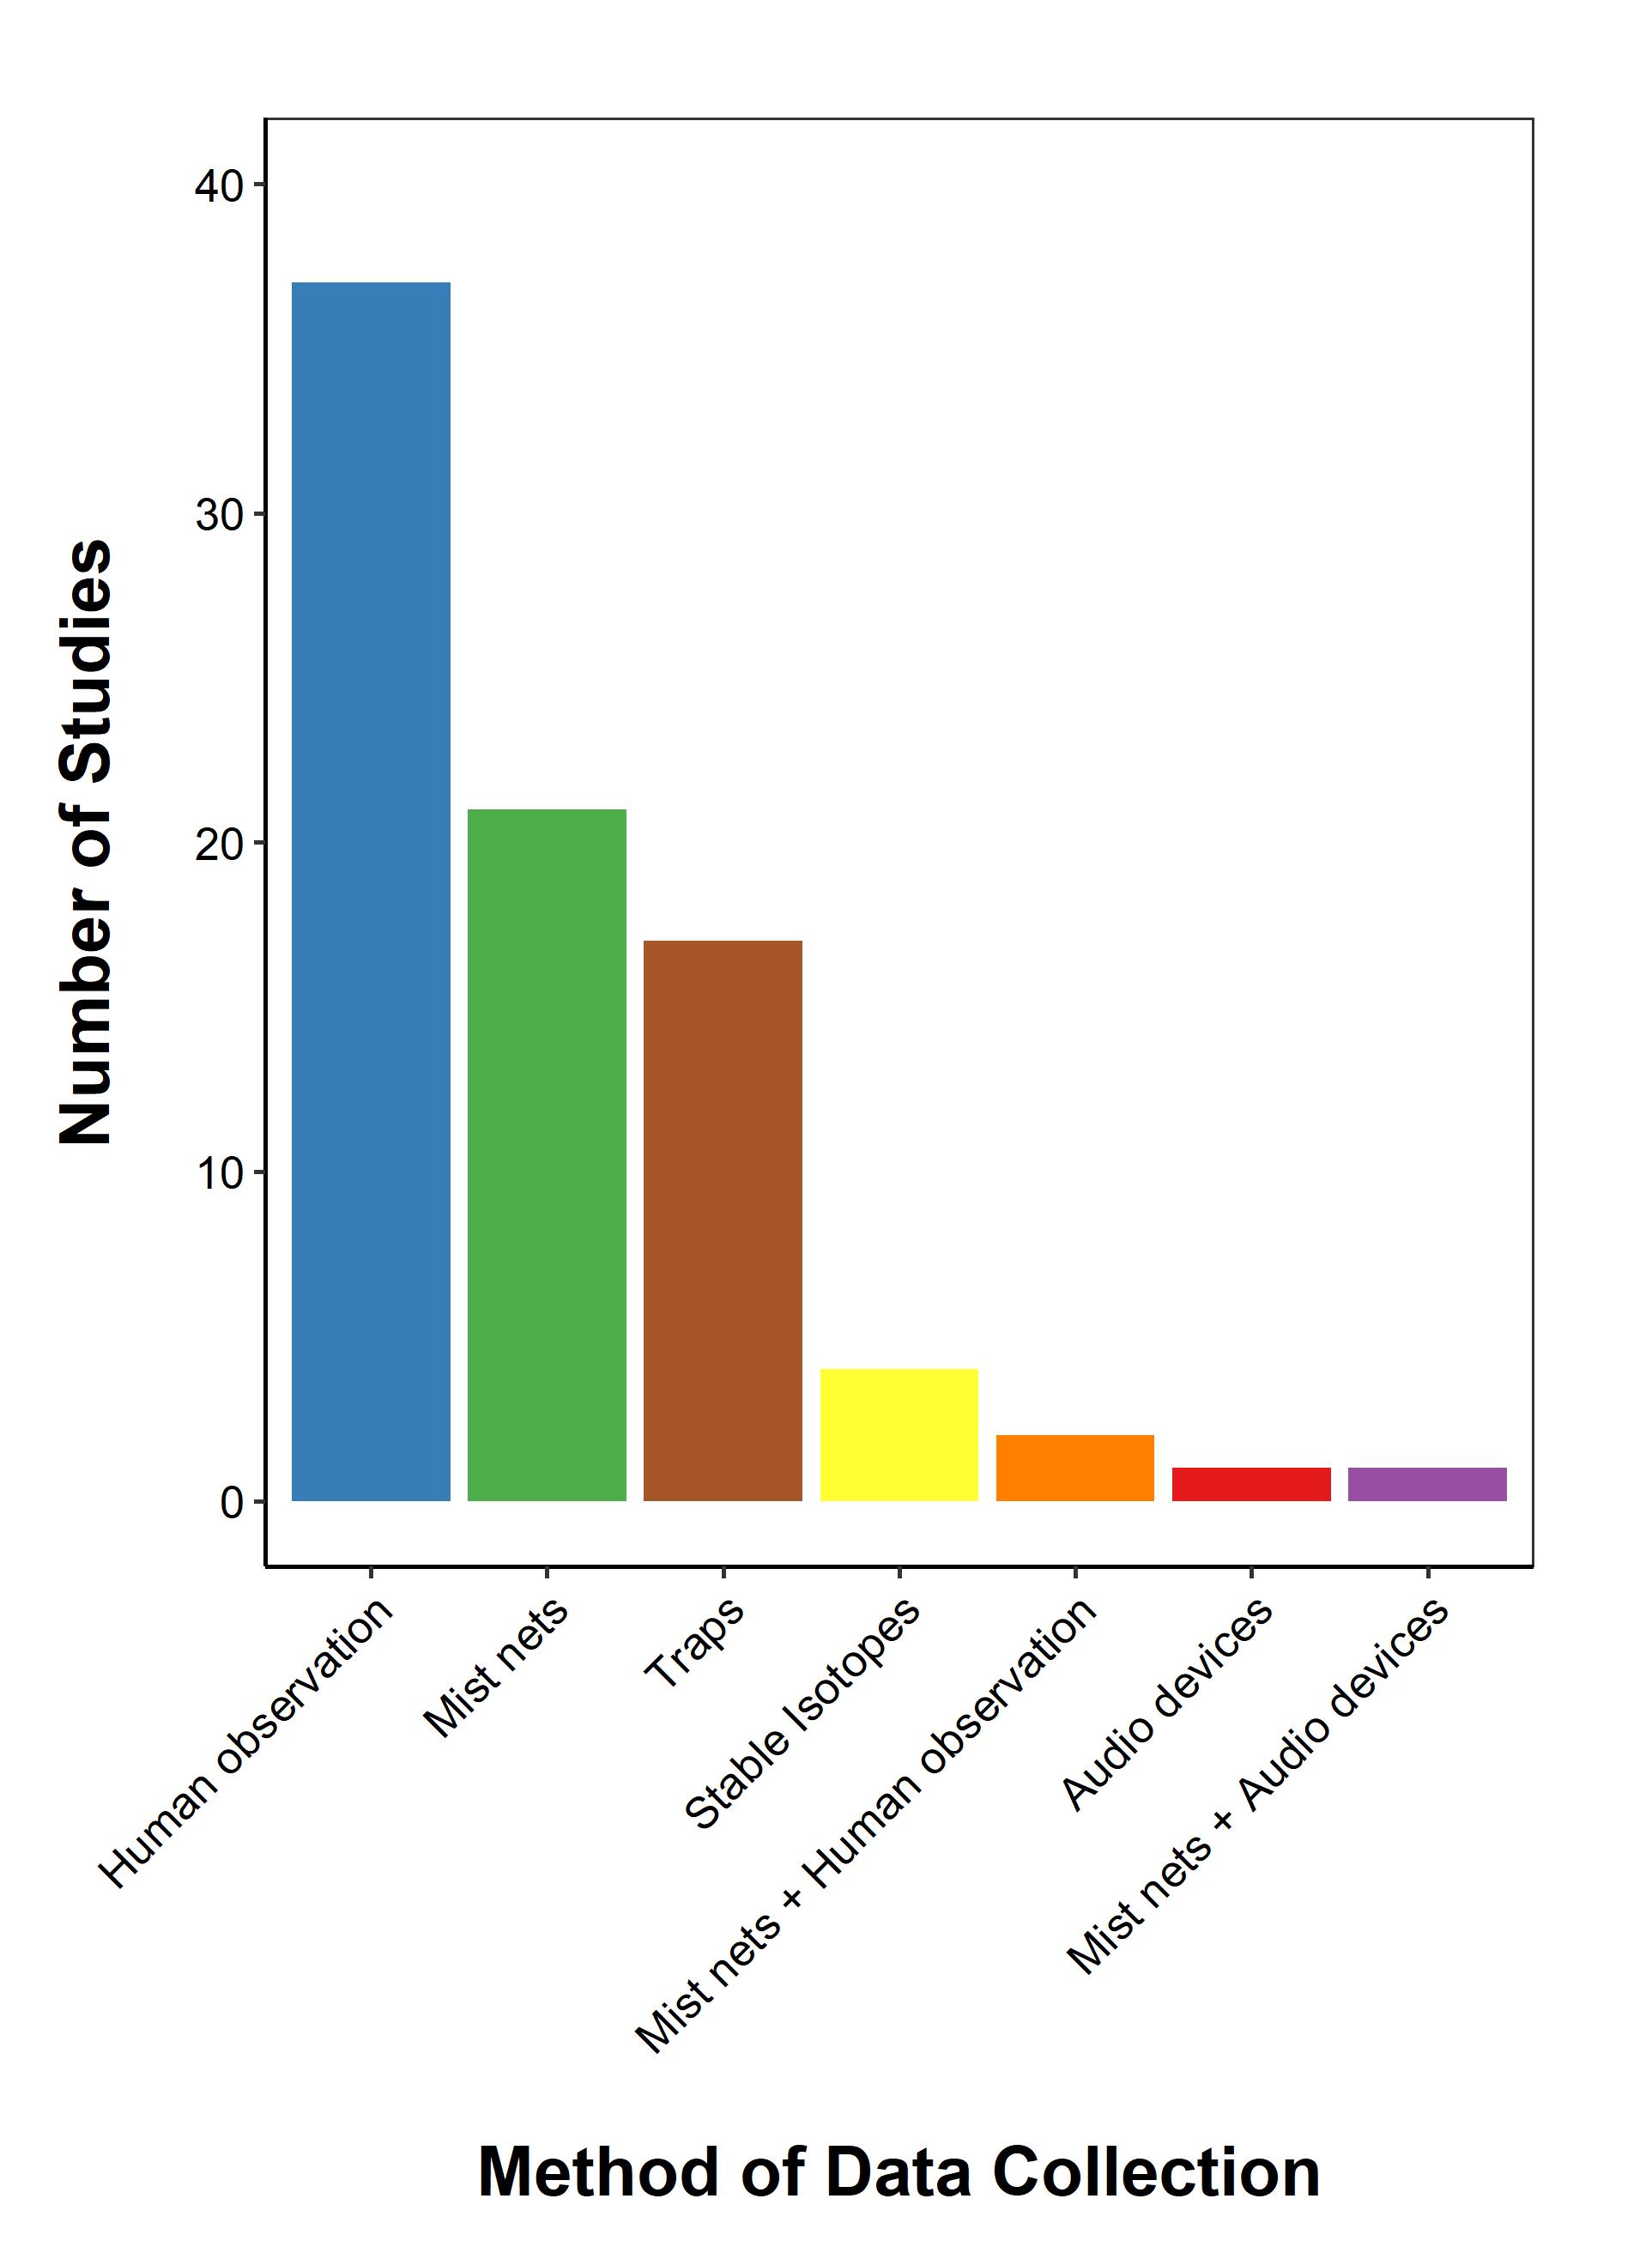 Number of Studies
40
30
20
10
0
Human observation
Mist nets
Traps
Stable Isotopes
Mist nets + Human observation
Audio devices
Mist nets + Audio devices
Method of Data Collection